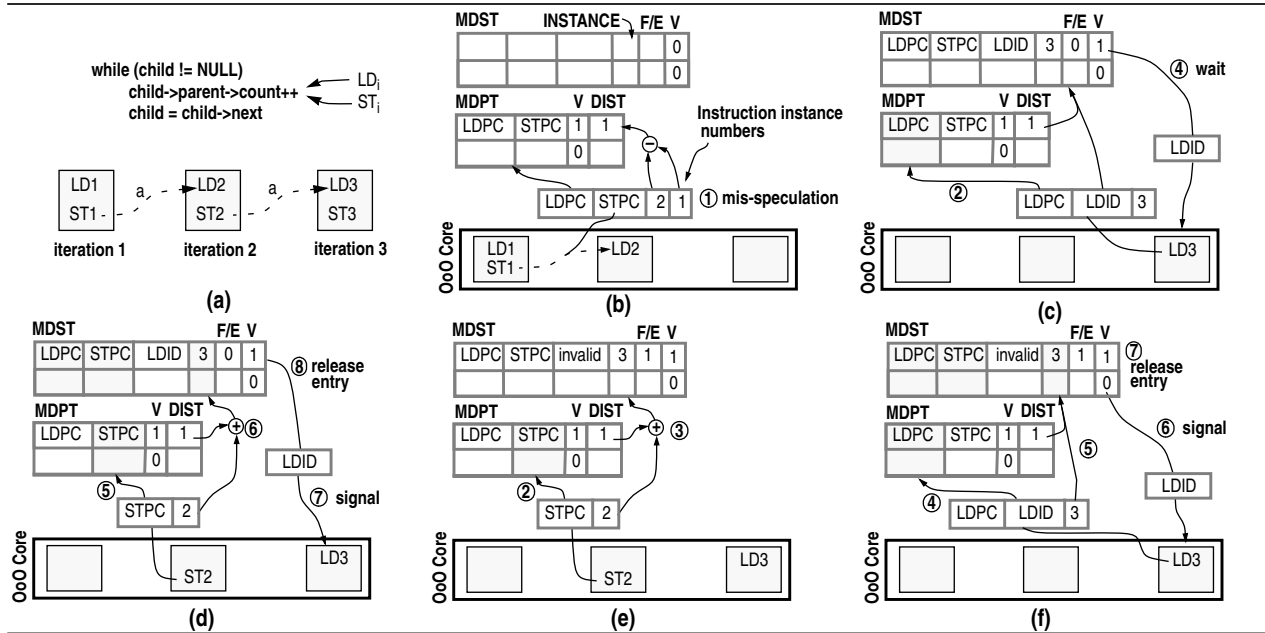 while (child != NULL)
child->parent->count++
child = child->next
LDi
STi
LD1
ST1
a
LD2
ST2
a
LD3
ST3
iteration 1
iteration 2
iteration 3
(a)
MDST INSTANCE F/E V
0
0
MDPT V DIST
LDPC STPC 1 1
0
−
Instruction instance
numbers
LDPC STPC 2 1
① mis-speculation
OoO Core
LD1
ST1
LD2
(b)
MDST F/E V
LDPC STPC LDID 3 0 1
0
④ wait
MDPT V DIST
LDPC STPC 1 1
0
LDID
②
LDPC LDID 3
OoO Core
LD3
(c)
MDST F/E V
LDPC STPC LDID 3 0 1
0
⑧ release
entry
MDPT V DIST
LDPC STPC 1 1
0
+ ⑥
LDID
⑤
STPC 2
⑦ signal
OoO Core
ST2
LD3
(d)
MDST F/E V
LDPC STPC invalid 3 1 1
0
MDPT V DIST
LDPC STPC 1 1
0
+ ③
②
STPC 2
OoO Core
ST2
LD3
(e)
MDST F/E V
LDPC STPC invalid 3 1 1
0
⑦
release
entry
MDPT V DIST
LDPC STPC 1 1
0
⑤
⑥ signal
④
LDPC LDID 3
LDID
OoO Core
LD3
(f)